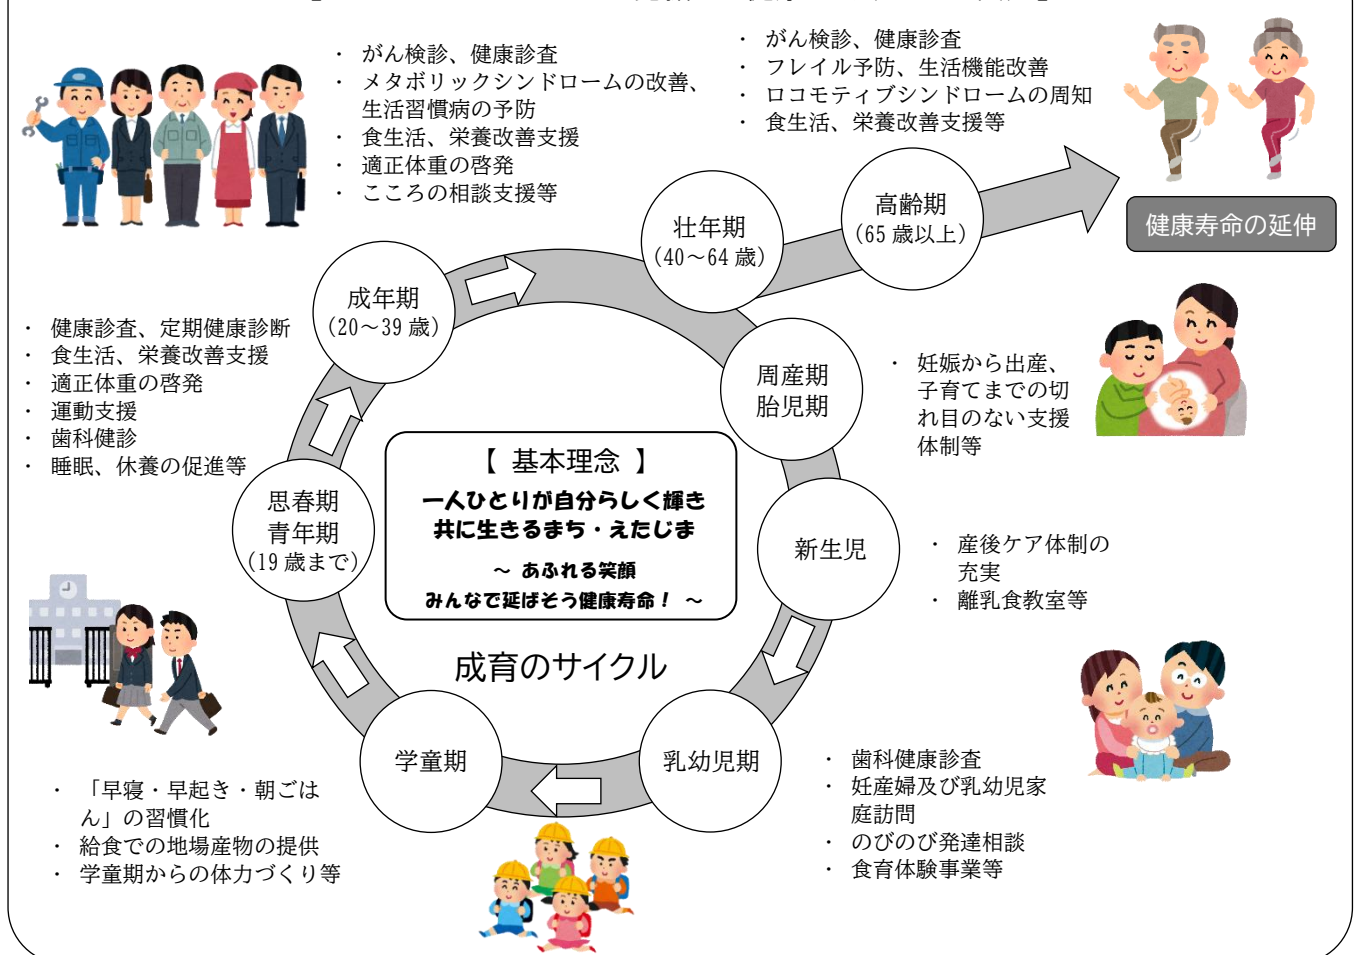 ・ がん検診、健康診査
・ メタボリックシンドロームの改善、
生活習慣病の予防
・ 食生活、栄養改善支援
・ 適正体重の啓発
・ こころの相談支援等
・ がん検診、健康診査
・ フレイル予防、生活機能改善
・ ロコモティブシンドロームの周知
・ 食生活、栄養改善支援等
壮年期
(40～64 歳)
高齢期
(65 歳以上)
健康寿命の延伸
成年期
(20～39 歳)
・ 健康診査、定期健康診断
・ 食生活、栄養改善支援
・ 適正体重の啓発
・ 運動支援
・ 歯科健診
・ 睡眠、休養の促進等
周産期
胎児期
・ 妊娠から出産、
子育てまでの切
れ目のない支援
体制等
【 基本理念 】
一人ひとりが自分らしく輝き
共に生きるまち・えたじま
～ あふれる笑顔
みんなで延ばそう健康寿命！ ～
思春期
青年期
(19 歳まで)
新生児
・ 産後ケア体制の
充実
・ 離乳食教室等
成育のサイクル
学童期
乳幼児期
・ 「早寝・早起き・朝ごは
ん」の習慣化
・ 給食での地場産物の提供
・ 学童期からの体力づくり等
・ 歯科健康診査
・ 妊産婦及び乳幼児家
庭訪問
・ のびのび発達相談
・ 食育体験事業等